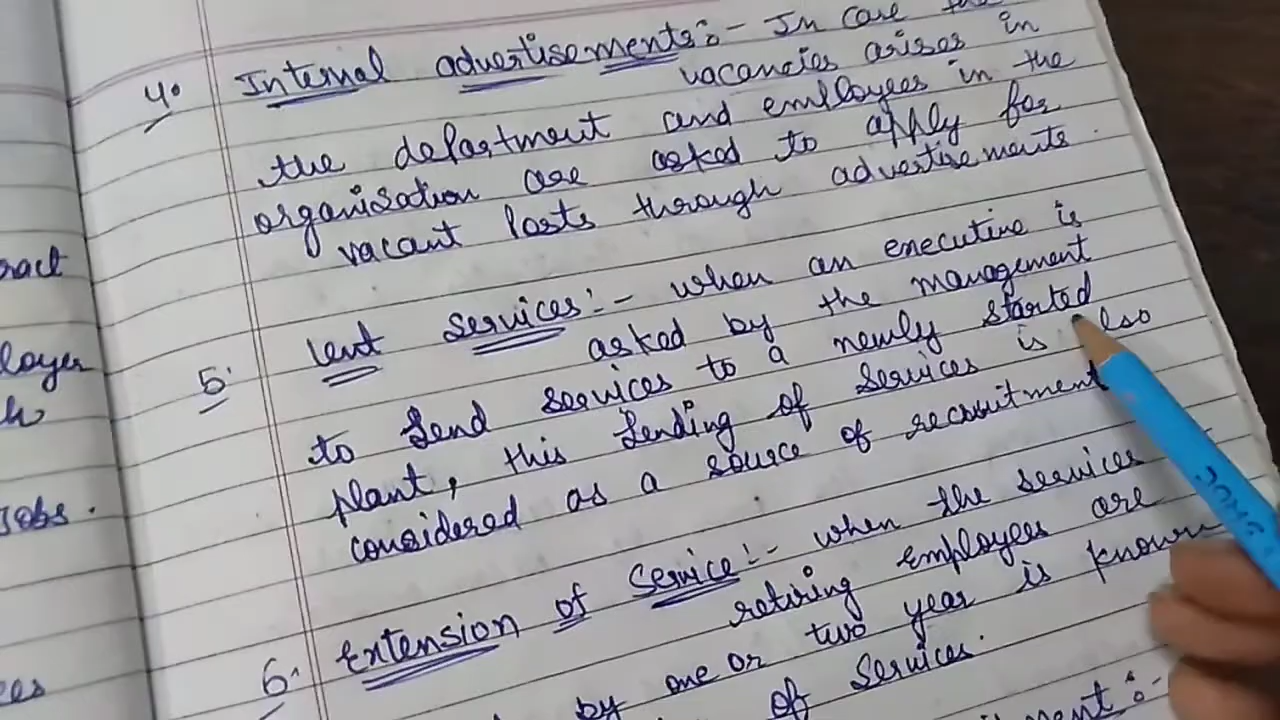 ract
loyer
Jobs.
4. Internal advertisements:- In case the
vacancies arises in
the department and employees in the
organisation are asked to apply for
vacant posts through advertisements.
5. lent services:- when an executive is
asked by the management
to lend services to a newly started
plant, this lending of services is also
considered as a source of recruitment
6. Extension of Service:- when the services
retiring employees are
by one or two year is known
of Services.